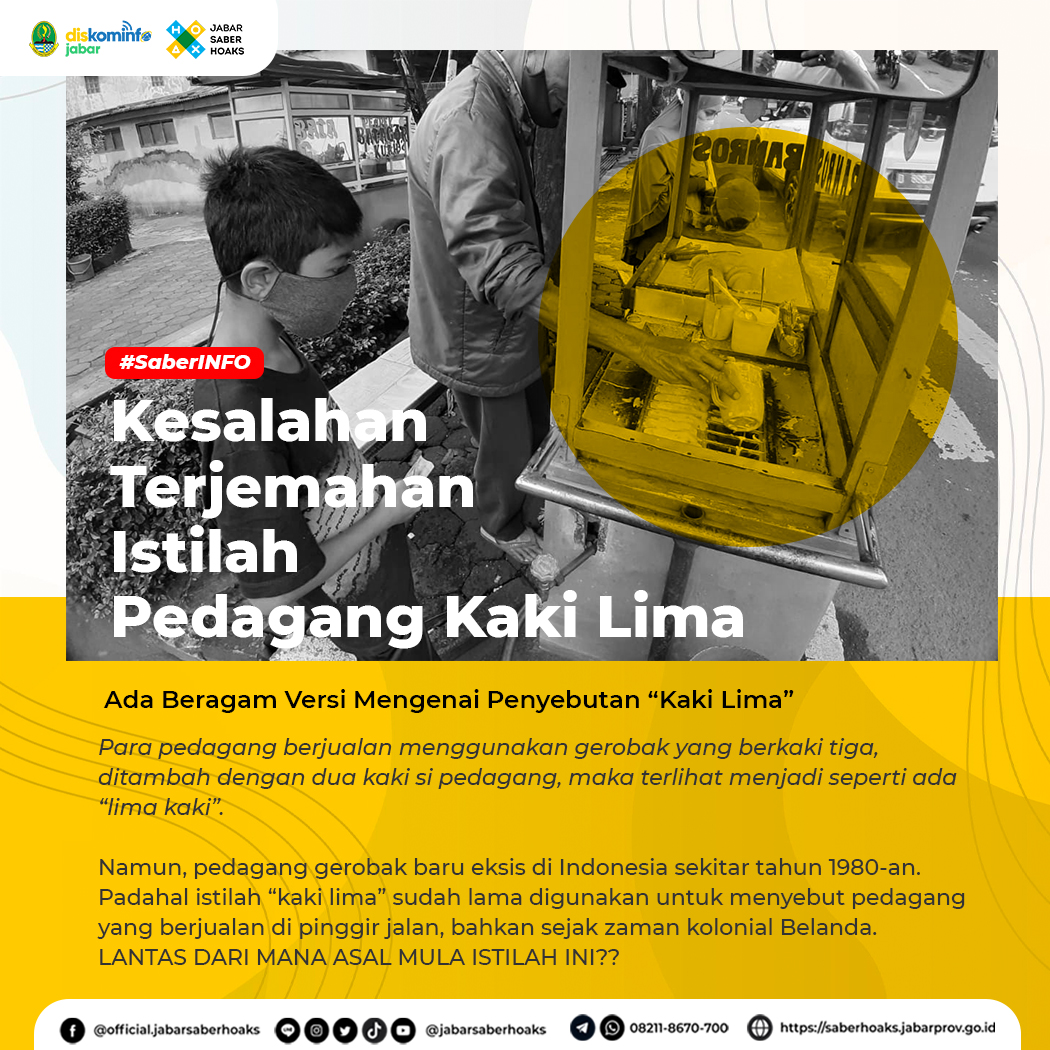 diskominfo
jabar
HOAX
JABAR
SABER
HOAKS
BANROS
#SaberINFO
Kesalahan
Terjemahan
Istilah
Pedagang Kaki Lima
Ada Beragam Versi Mengenai Penyebutan “Kaki Lima”
Para pedagang berjualan menggunakan gerobak yang berkaki tiga,
ditambah dengan dua kaki si pedagang, maka terlihat menjadi seperti ada
“lima kaki”.
Namun, pedagang gerobak baru eksis di Indonesia sekitar tahun 1980-an.
Padahal istilah “kaki lima” sudah lama digunakan untuk menyebut pedagang
yang berjualan di pinggir jalan, bahkan sejak zaman kolonial Belanda.
LANTAS DARI MANA ASAL MULA ISTILAH INI??
@official.jabarsaberhoaks
@jabarsaberhoaks
08211-8670-700
https://saberhoaks.jabarprov.go.id